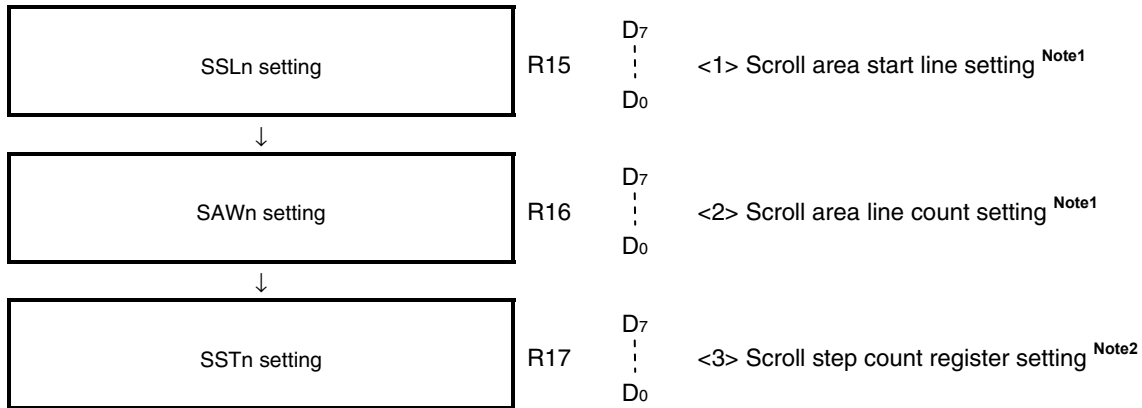 D7
SSLn setting R15 <1> Scroll area start line setting Note1
D0
↓
D7
SAWn setting R16 <2> Scroll area line count setting Note1
D0
↓
D7
SSTn setting R17 <3> Scroll step count register setting Note2
D0